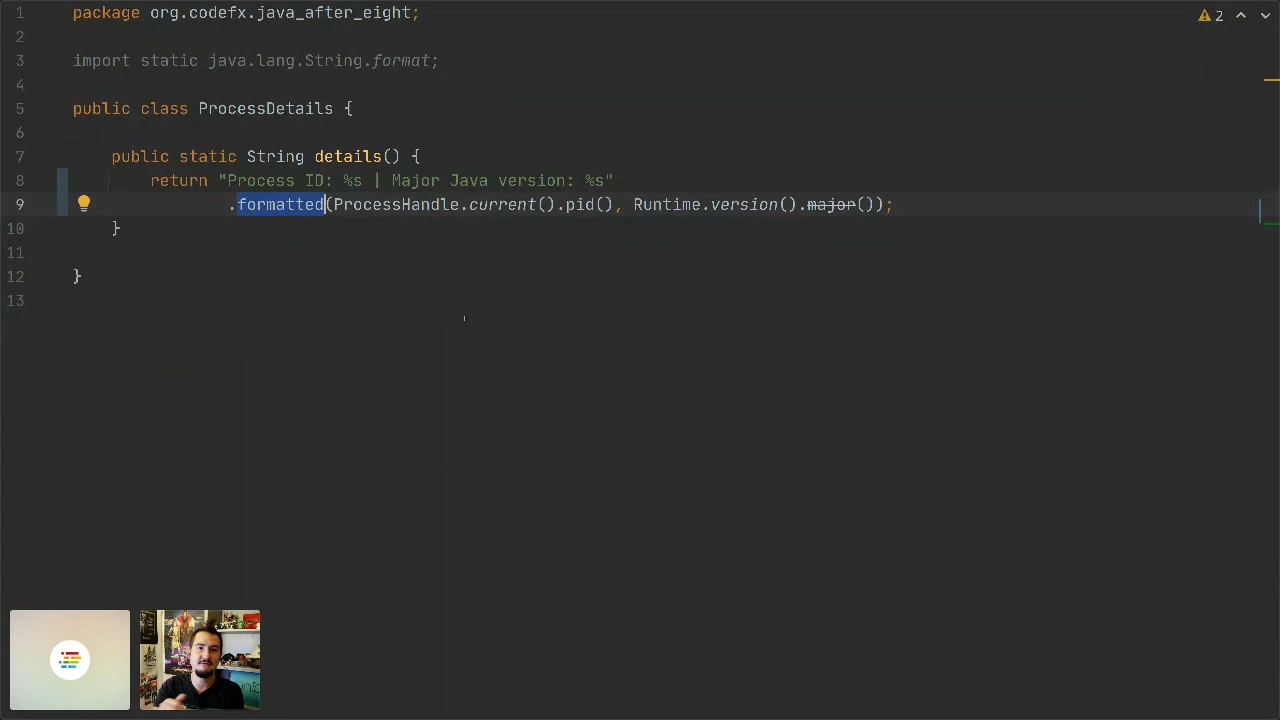 1 package org.codefx.java_after_eight;
2
3 import static java.lang.String.format;
4
5 public class ProcessDetails {
6
7 public static String details() {
8 return "Process ID: %s | Major Java version: %s"
9 .formatted(ProcessHandle.current().pid(), Runtime.version().major());
10 }
11
12 }
13
2